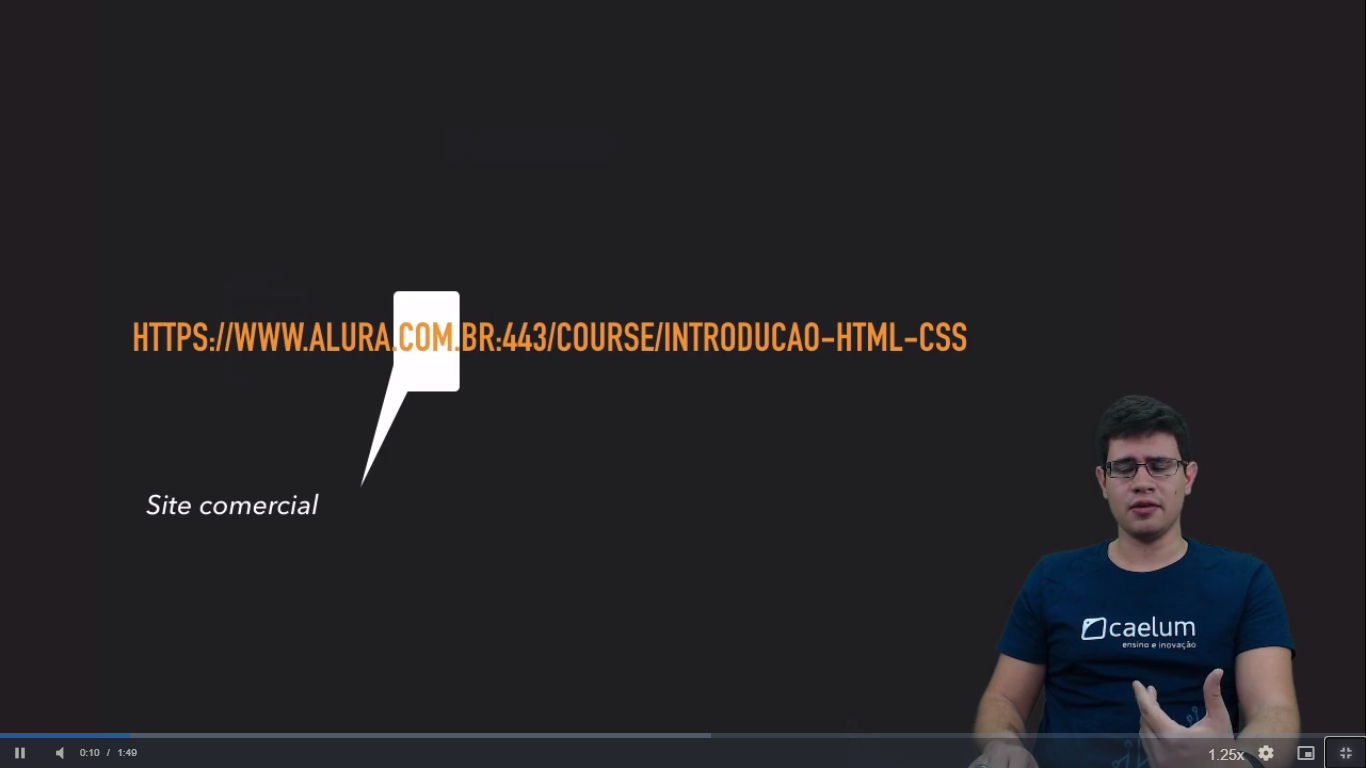 HTTPS://WWW.ALURA.COM.BR:443/COURSE/INTRODUCAO-HTML-CSS
Site comercial
caelum
ensino e inovação
0:10 / 1:49
1.25x